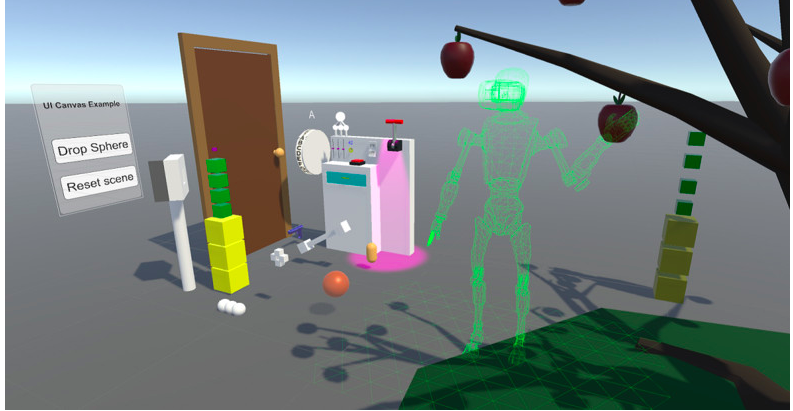 UI Canvas Example
Drop Sphere
Reset scene
A